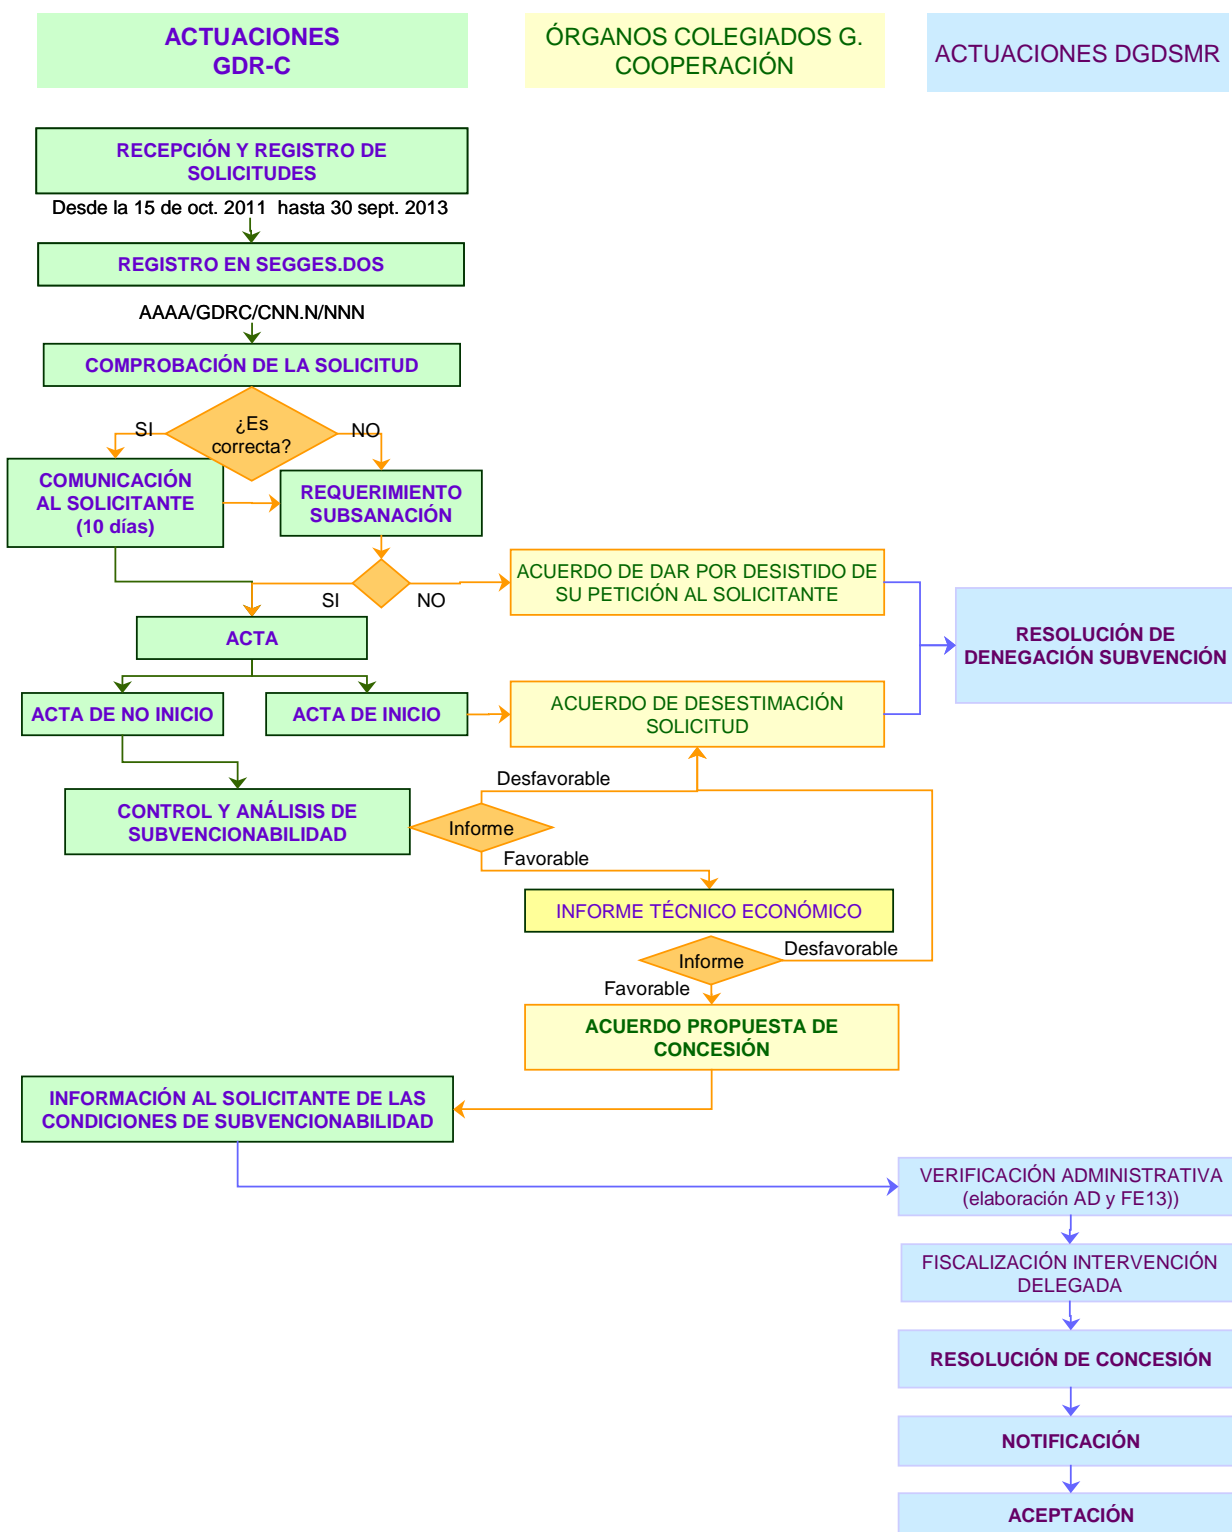 ACTUACIONES
GDR-C
ÓRGANOS COLEGIADOS G.
COOPERACIÓN
ACTUACIONES DGDSMR
RECEPCIÓN Y REGISTRO DE
SOLICITUDES
Desde la 15 de oct. 2011 hasta 30 sept. 2013
REGISTRO EN SEGGES.DOS
AAAA/GDRC/CNN.N/NNN
COMPROBACIÓN DE LA SOLICITUD
¿Es
correcta?
SI
NO
COMUNICACIÓN
AL SOLICITANTE
(10 días)
REQUERIMIENTO
SUBSANACIÓN
SI
NO
ACUERDO DE DAR POR DESISTIDO DE
SU PETICIÓN AL SOLICITANTE
RESOLUCIÓN DE
DENEGACIÓN SUBVENCIÓN
ACTA
ACTA DE NO INICIO
ACTA DE INICIO
ACUERDO DE DESESTIMACIÓN
SOLICITUD
CONTROL Y ANÁLISIS DE
SUBVENCIONABILIDAD
Informe
Desfavorable
Favorable
INFORME TÉCNICO ECONÓMICO
Informe
Desfavorable
Favorable
ACUERDO PROPUESTA DE
CONCESIÓN
INFORMACIÓN AL SOLICITANTE DE LAS
CONDICIONES DE SUBVENCIONABILIDAD
VERIFICACIÓN ADMINISTRATIVA
(elaboración AD y FE13))
FISCALIZACIÓN INTERVENCIÓN
DELEGADA
RESOLUCIÓN DE CONCESIÓN
NOTIFICACIÓN
ACEPTACIÓN